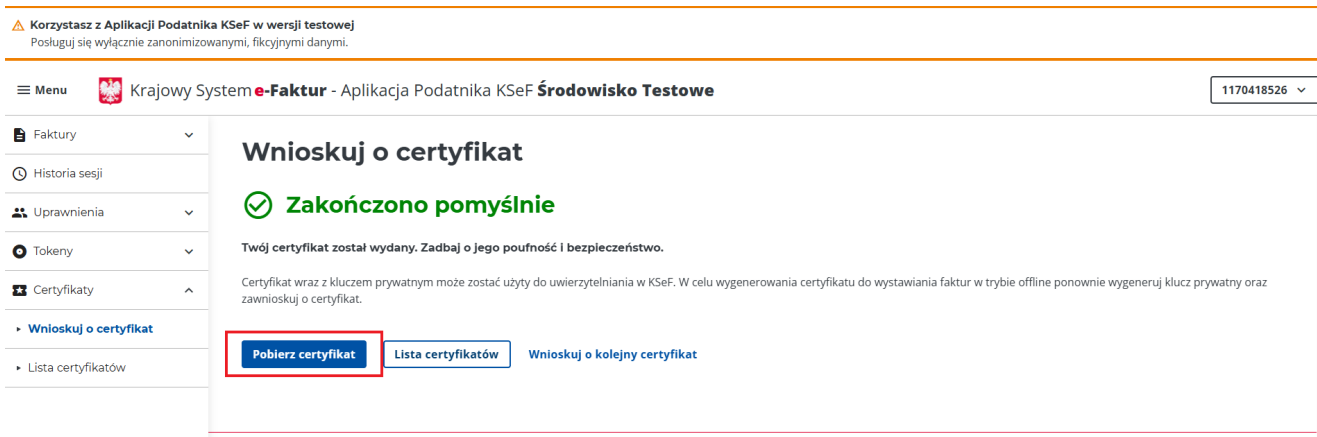 Korzystasz z Aplikacji Podatnika KSeF w wersji testowej
Posługuj się wyłącznie zanonimizowanymi, fikcyjnymi danymi.
Menu
Krajowy System e-Faktur - Aplikacja Podatnika KSeF Środowisko Testowe
1170418526
Faktury
Historia sesji
Uprawnienia
Tokeny
Certyfikaty
Wnioskuj o certyfikat
Lista certyfikatów
Wnioskuj o certyfikat
Zakończono pomyślnie
Twój certyfikat został wydany. Zadbaj o jego poufność i bezpieczeństwo.
Certyfikat wraz z kluczem prywatnym może zostać użyty do uwierzytelniania w KSeF. W celu wygenerowania certyfikatu do wystawiania faktur w trybie offline ponownie wygeneruj klucz prywatny oraz
zawnioskuj o certyfikat.
Pobierz certyfikat
Lista certyfikatów
Wnioskuj o kolejny certyfikat